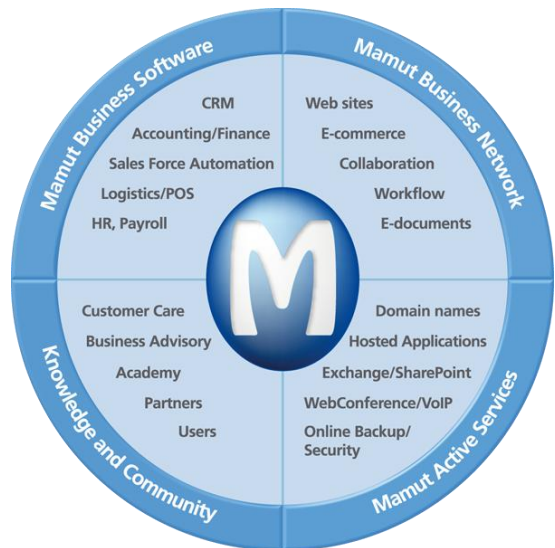 Mamut Business Software
CRM
Accounting/Finance
Sales Force Automation
Logistics/POS
HR, Payroll
Mamut Business Network
Web sites
E-commerce
Collaboration
Workflow
E-documents
M
Knowledge and Community
Customer Care
Business Advisory
Academy
Partners
Users
Mamut Active Services
Domain names
Hosted Applications
Exchange/SharePoint
WebConference/VoIP
Online Backup/
Security